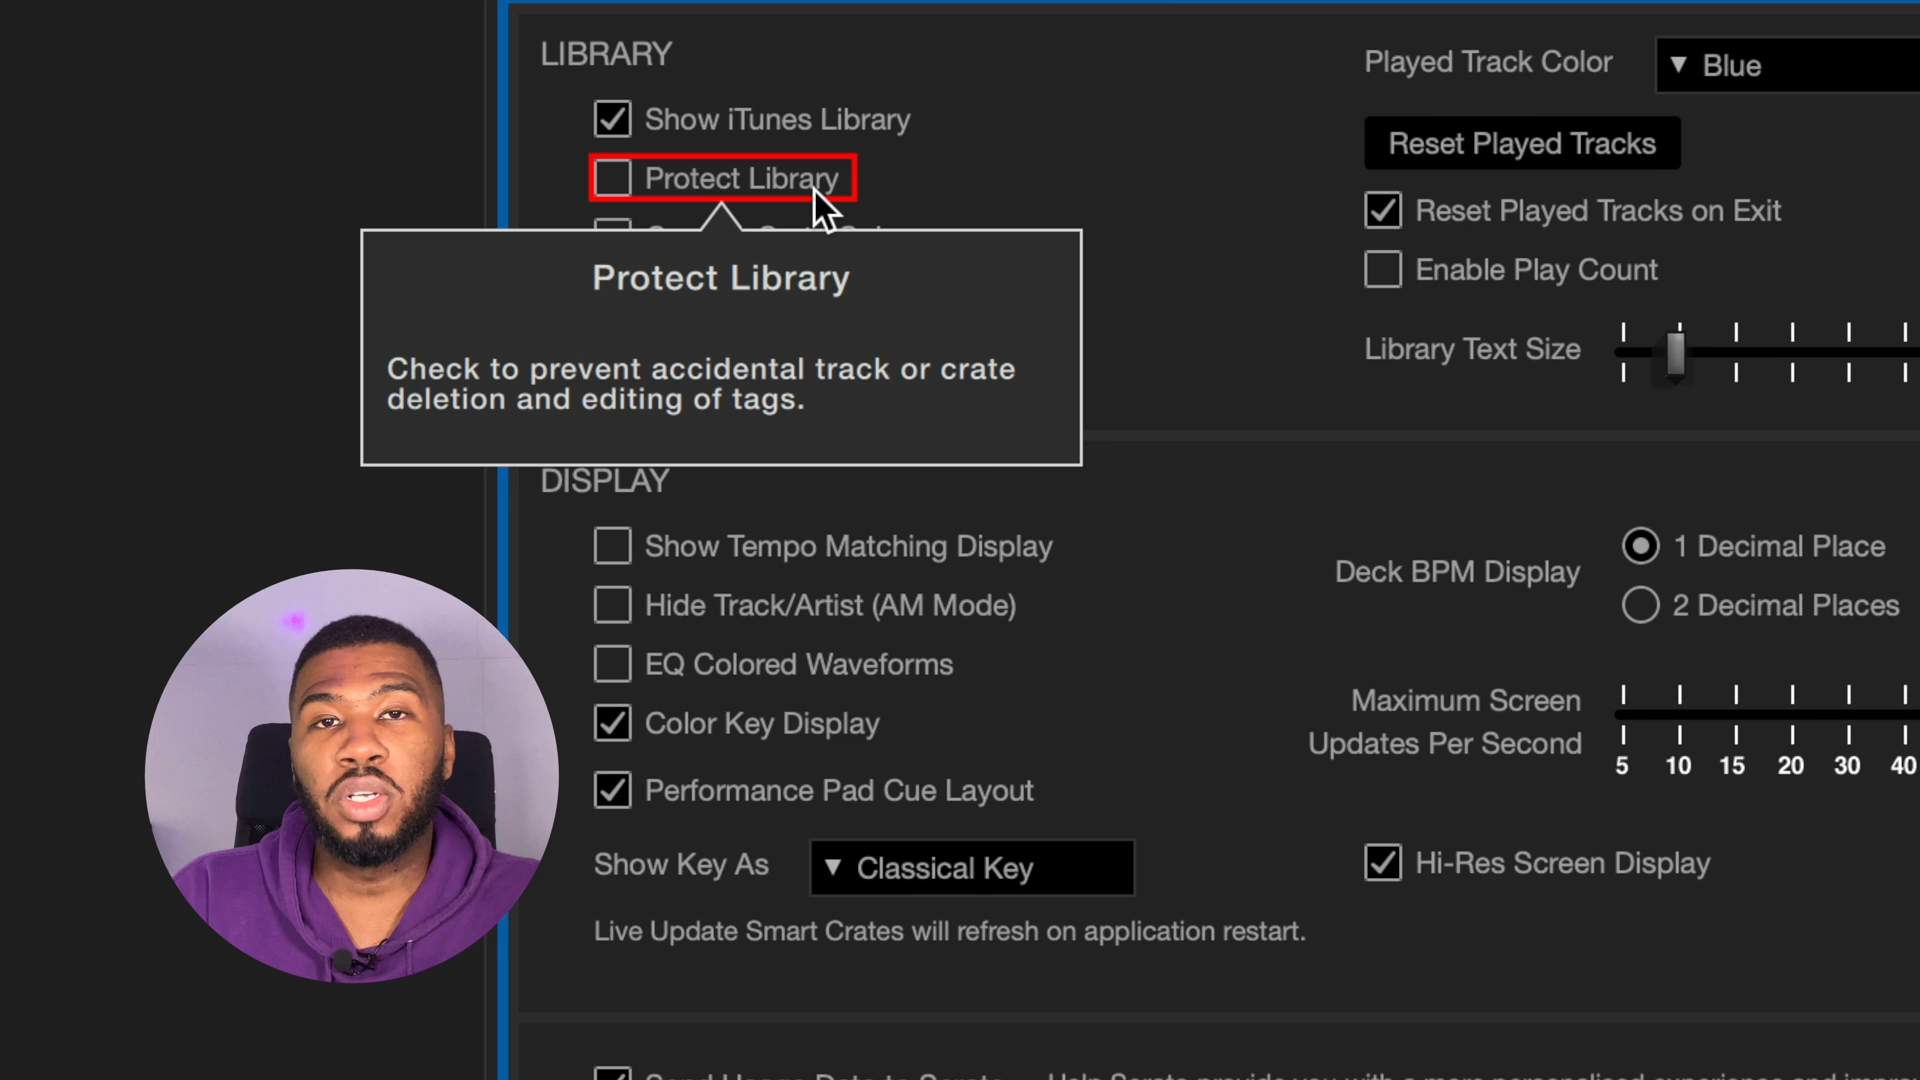 LIBRARY
Show iTunes Library
Protect Library
Protect Library
Check to prevent accidental track or crate
deletion and editing of tags.
Played Track Color
▼ Blue
Reset Played Tracks
Reset Played Tracks on Exit
Enable Play Count
Library Text Size
DISPLAY
Show Tempo Matching Display
Hide Track/Artist (AM Mode)
EQ Colored Waveforms
Color Key Display
Performance Pad Cue Layout
Show Key As
▼ Classical Key
Live Update Smart Crates will refresh on application restart.
Deck BPM Display
1 Decimal Place
2 Decimal Places
Maximum Screen
Updates Per Second
5 10 15 20 30 40
Hi-Res Screen Display